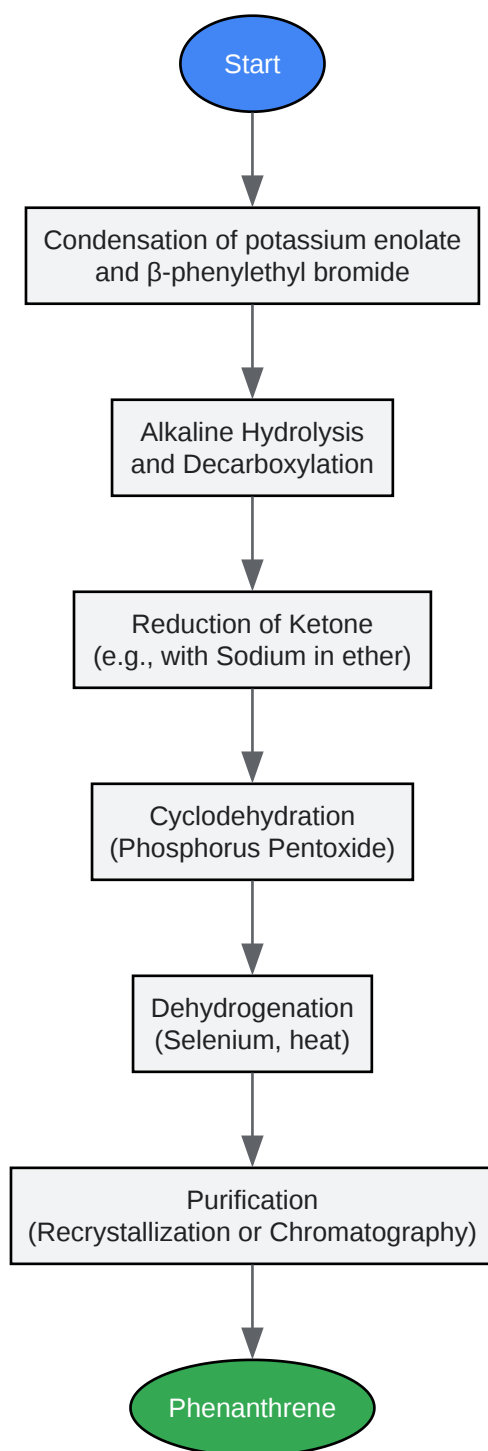 Start
Condensation of potassium enolate
and β-phenylethyl bromide
Alkaline Hydrolysis
and Decarboxylation
Reduction of Ketone
(e.g., with Sodium in ether)
Cyclodehydration
(Phosphorus Pentoxide)
Dehydrogenation
(Selenium, heat)
Purification
(Recrystallization or Chromatography)
Phenanthrene